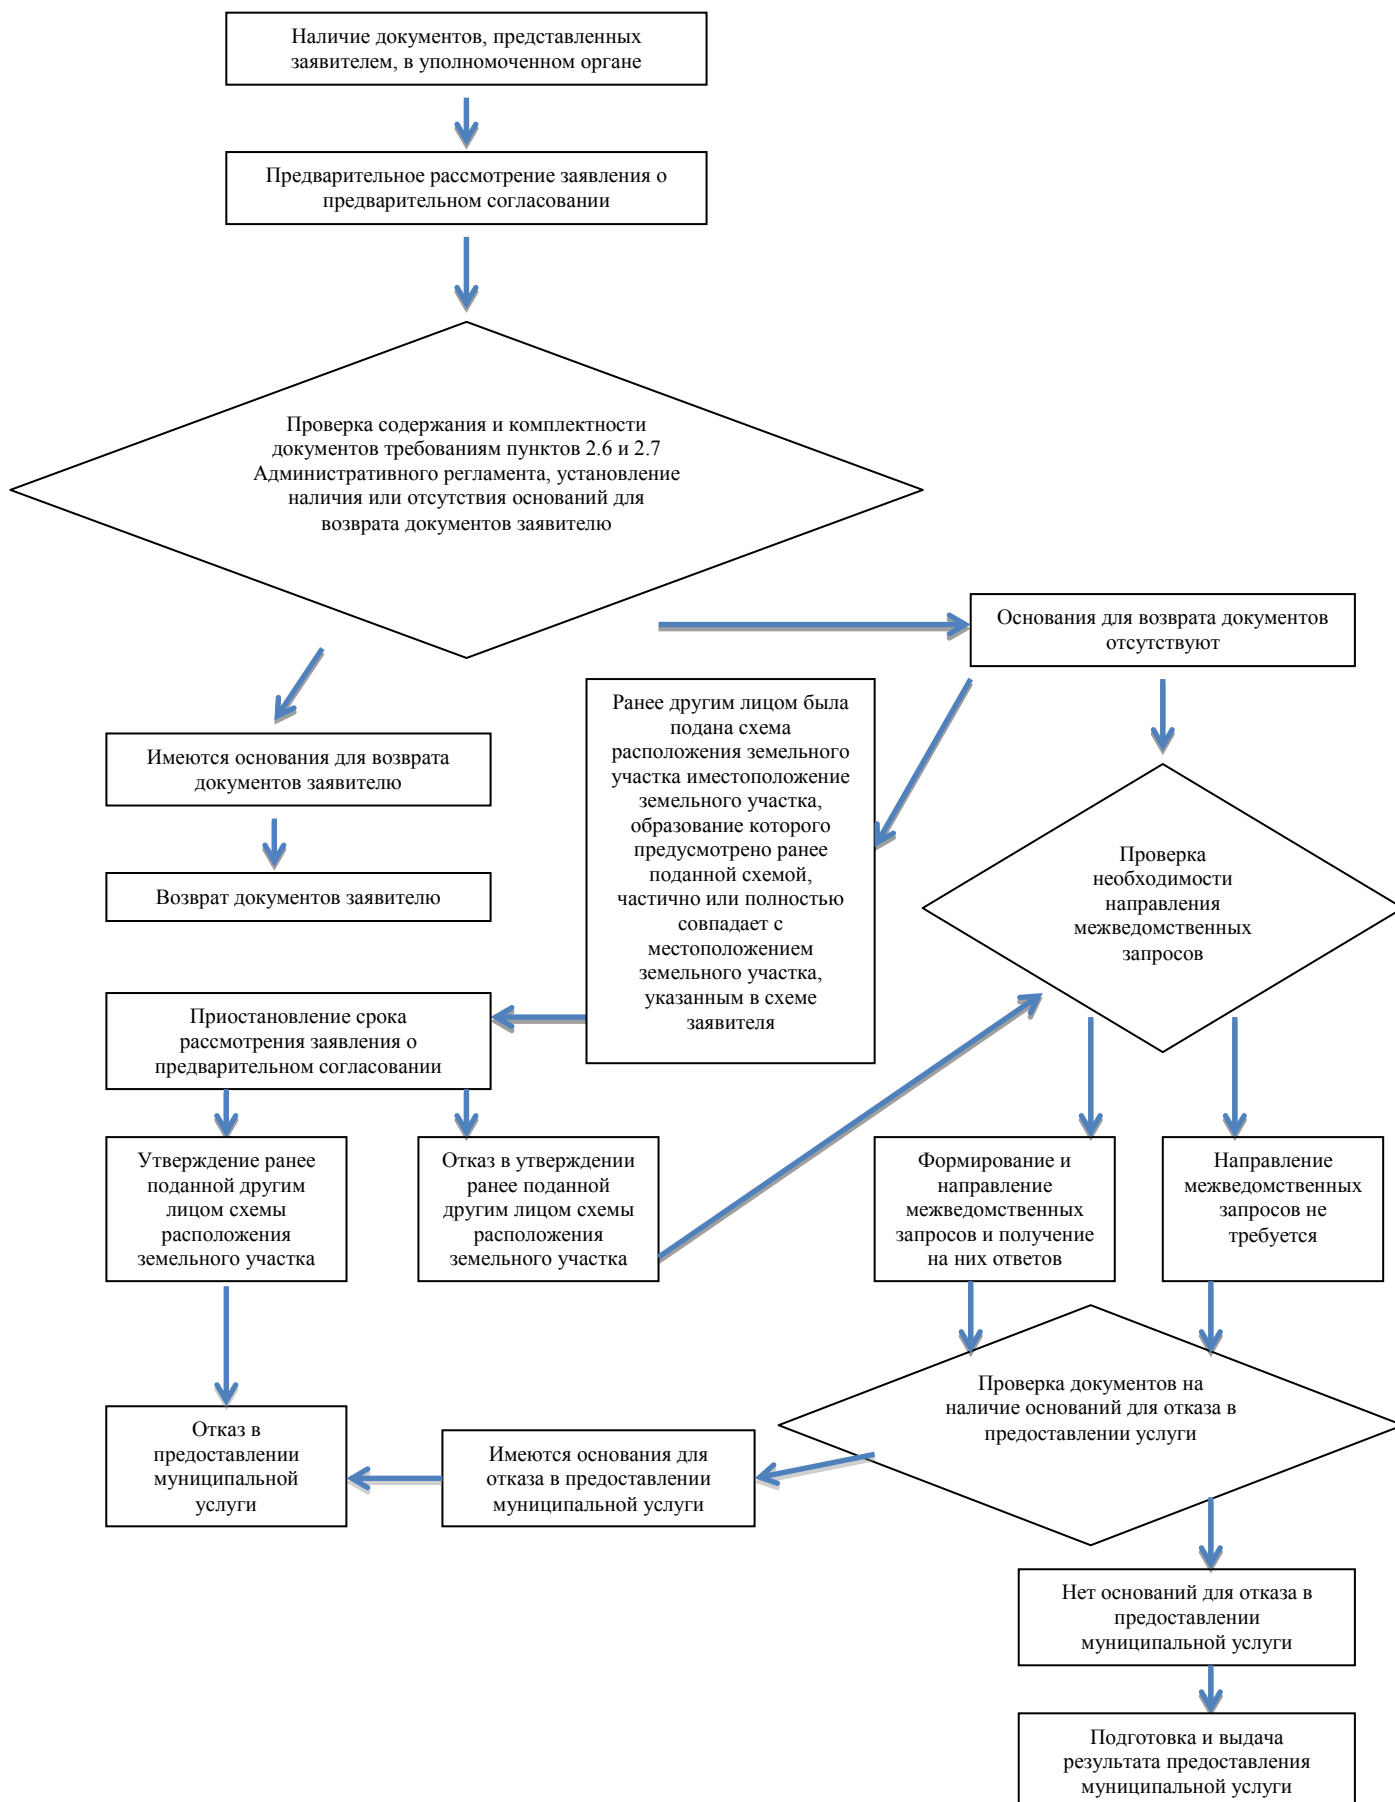 Наличие документов, представленных
заявителем, в уполномоченном органе
Предварительное рассмотрение заявления о
предварительном согласовании
Проверка содержания и комплектности
документов требованиям пунктов 2.6 и 2.7
Административного регламента, установление
наличия или отсутствия оснований для
возврата документов заявителю
Основания для возврата документов
отсутствуют
Имеются основания для возврата
документов заявителю
Возврат документов заявителю
Ранее другим лицом была
подана схема
расположения земельного
участка иместоположение
земельного участка,
образование которого
предусмотрено ранее
поданной схемой,
частично или полностью
совпадает с
местоположением
земельного участка,
указанным в схеме
заявителя
Проверка
необходимости
направления
межведомственных
запросов
Приостановление срока
рассмотрения заявления о
предварительном согласовании
Утверждение ранее
поданной другим
лицом схемы
расположения
земельного участка
Отказ в утверждении
ранее поданной
другим лицом схемы
расположения
земельного участка
Формирование и
направление
межведомственных
запросов и получение
на них ответов
Направление
межведомственных
запросов не
требуется
Проверка документов на
наличие оснований для отказа в
предоставлении услуги
Отказ в
предоставлении
муниципальной
услуги
Имеются основания для
отказа в предоставлении
муниципальной услуги
Нет оснований для отказа в
предоставлении
муниципальной услуги
Подготовка и выдача
результата предоставления
муниципальной услуги